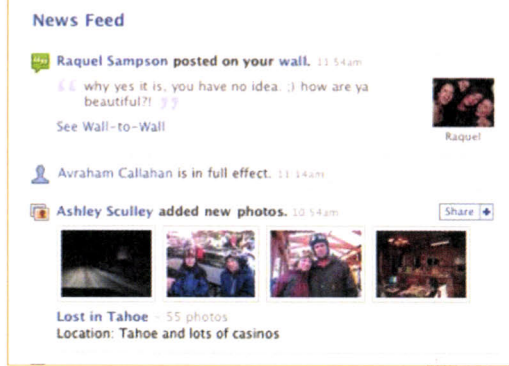 News Feed
Raquel Sampson posted on your wall. 11:54am
“ why yes it is, you have no idea. ;) how are ya
beautiful?! ”
See Wall-to-Wall
Raquel
Avraham Callahan is in full effect. 11:14am
Ashley Sculley added new photos. 10:54am
Share +
Lost in Tahoe - 55 photos
Location: Tahoe and lots of casinos